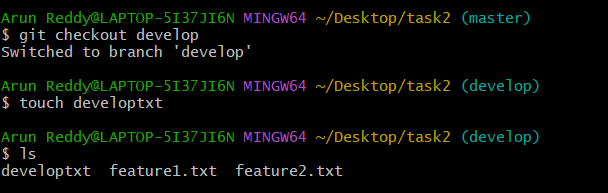 Arun Reddy@LAPTOP-5I37JI6N MINGW64 ~/Desktop/task2 (master)
$ git checkout develop
Switched to branch 'develop'
Arun Reddy@LAPTOP-5I37JI6N MINGW64 ~/Desktop/task2 (develop)
$ touch developtxt
Arun Reddy@LAPTOP-5I37JI6N MINGW64 ~/Desktop/task2 (develop)
$ ls
developtxt  feature1.txt  feature2.txt